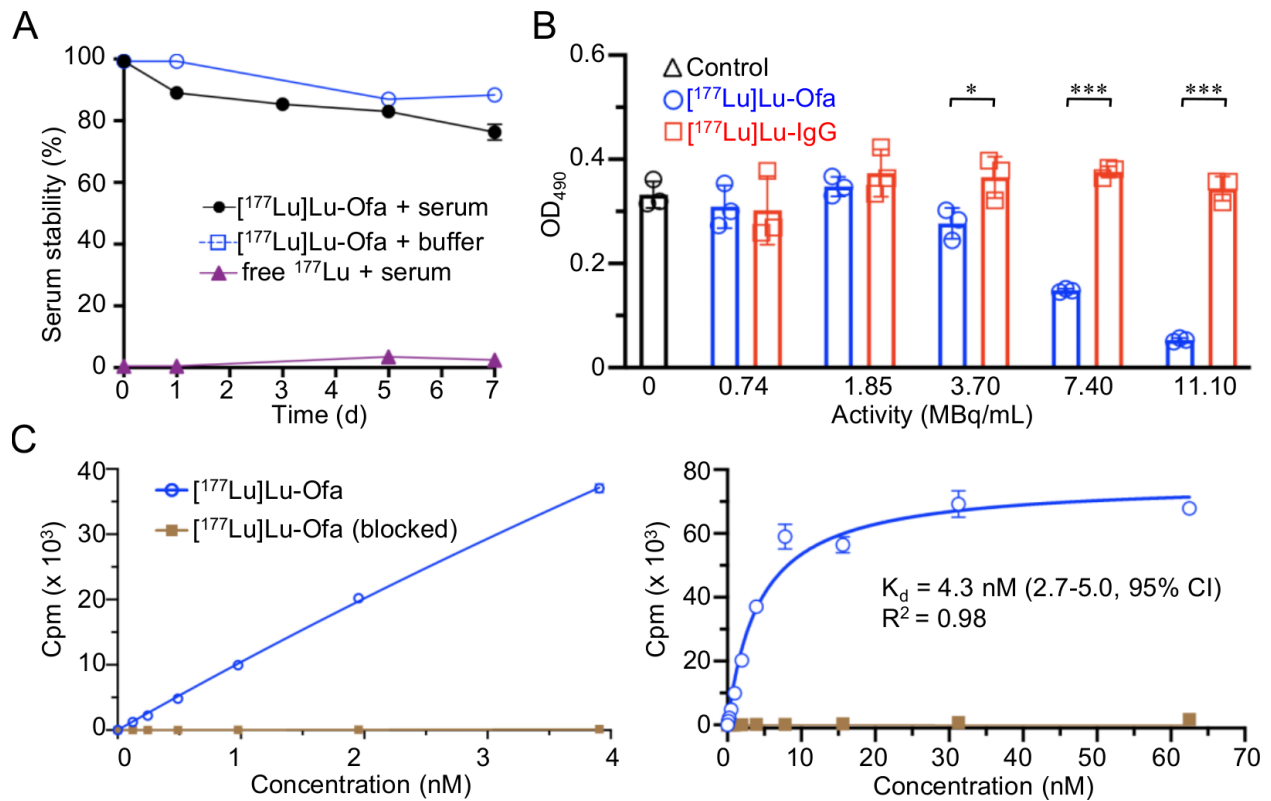 A
Serum stability (%)
100
80
60
40
20
0
[¹⁷⁷Lu]Lu-Ofa + serum
[¹⁷⁷Lu]Lu-Ofa + buffer
free ¹⁷⁷Lu + serum
0 1 2 3 4 5 6 7
Time (d)
B
OD₄₉₀
0.6
0.4
0.2
0
Control
[¹⁷⁷Lu]Lu-Ofa
[¹⁷⁷Lu]Lu-IgG
* *** ***
0 0.74 1.85 3.70 7.40 11.10
Activity (MBq/mL)
C
Cpm (x 10³)
40
30
20
10
0
[¹⁷⁷Lu]Lu-Ofa
[¹⁷⁷Lu]Lu-Ofa (blocked)
0 1 2 3 4
Concentration (nM)
Cpm (x 10³)
80
60
40
20
0
K_d = 4.3 nM (2.7-5.0, 95% CI)
R² = 0.98
0 10 20 30 40 50 60 70
Concentration (nM)